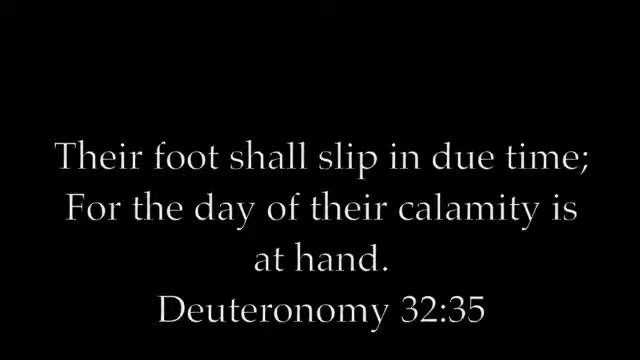 Their foot shall slip in due time;
For the day of their calamity is
at hand.
Deuteronomy 32:35